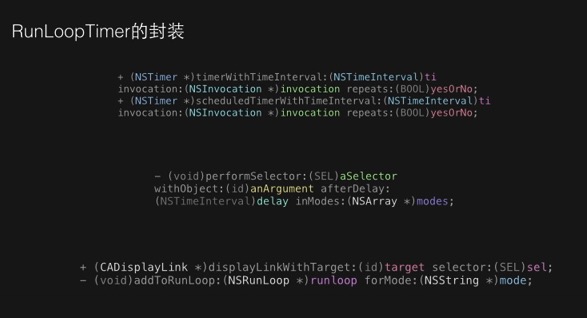 RunLoopTimer的封装
+ (NSTimer *)timerWithTimeInterval:(NSTimeInterval)ti
invocation:(NSInvocation *)invocation repeats:(BOOL)yesOrNo;
+ (NSTimer *)scheduledTimerWithTimeInterval:(NSTimeInterval)ti
invocation:(NSInvocation *)invocation repeats:(BOOL)yesOrNo;
- (void)performSelector:(SEL)aSelector
withObject:(id)anArgument afterDelay:
(NSTimeInterval)delay inModes:(NSArray *)modes;
+ (CADisplayLink *)displayLinkWithTarget:(id)target selector:(SEL)sel;
- (void)addToRunLoop:(NSRunLoop *)runloop forMode:(NSString *)mode;